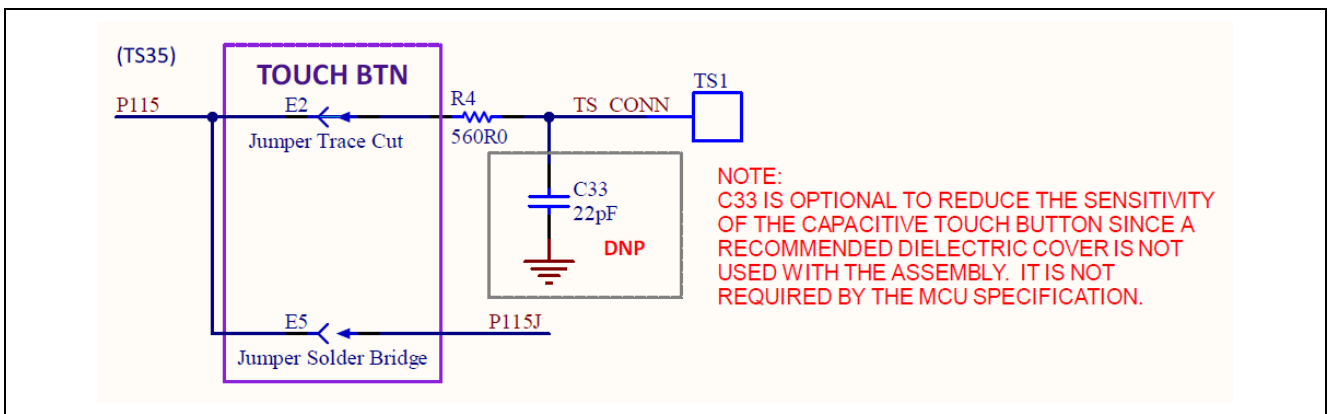 (TS35)
TOUCH BTN
P115
E2
Jumper Trace Cut
R4
560R0
TS_CONN
TS1
C33
22pF
DNP
NOTE:
C33 IS OPTIONAL TO REDUCE THE SENSITIVITY
OF THE CAPACITIVE TOUCH BUTTON SINCE A
RECOMMENDED DIELECTRIC COVER IS NOT
USED WITH THE ASSEMBLY. IT IS NOT
REQUIRED BY THE MCU SPECIFICATION.
E5
P115J
Jumper Solder Bridge